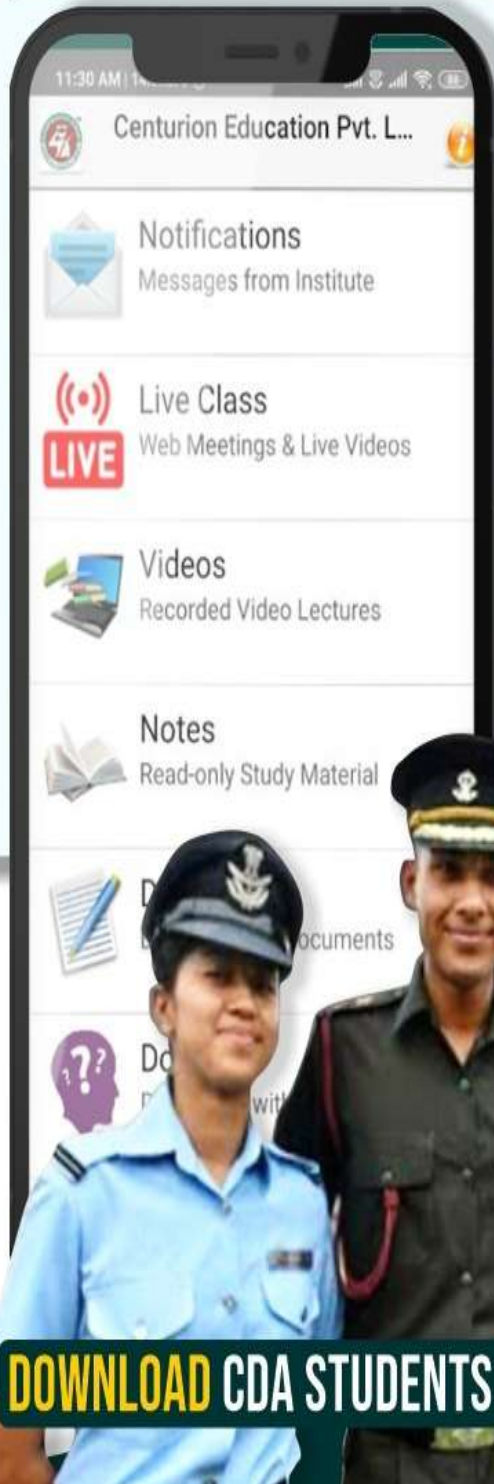 11:30 AM
Centurion Education Pvt. L...
Notifications
Messages from Institute
LIVE
Live Class
Web Meetings & Live Videos
Videos
Recorded Video Lectures
Notes
Read-only Study Material
ocuments
???
Do
with
DOWNLOAD CDA STUDENTS